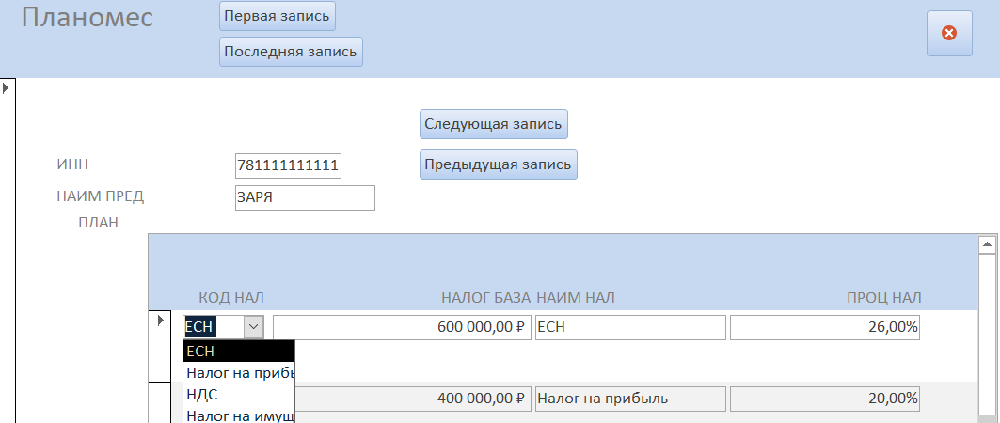 Планомес
Первая запись
Последняя запись
Следующая запись
ИНН 781111111111 Предыдущая запись
НАИМ ПРЕД ЗАРЯ
ПЛАН
КОД НАЛ НАЛОГ БАЗА НАИМ НАЛ ПРОЦ НАЛ
ЕСН 600 000,00 ₽ ЕСН 26,00%
ЕСН
Налог на прибь
НДС
400 000,00 ₽ Налог на прибыль 20,00%
Налог на имущ